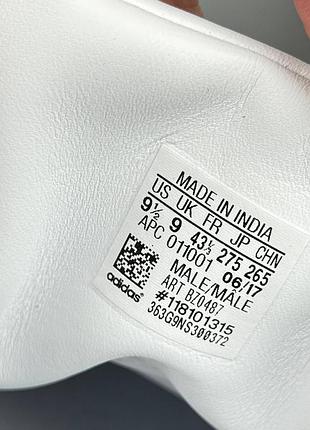 MADE IN INDIA
US UK FR JP CHN
9½ 9 43⅓ 275 265
APC 011001 06/17
MALE/MÂLE
ART BZ0487
#118101315
363G9NS300372
adidas